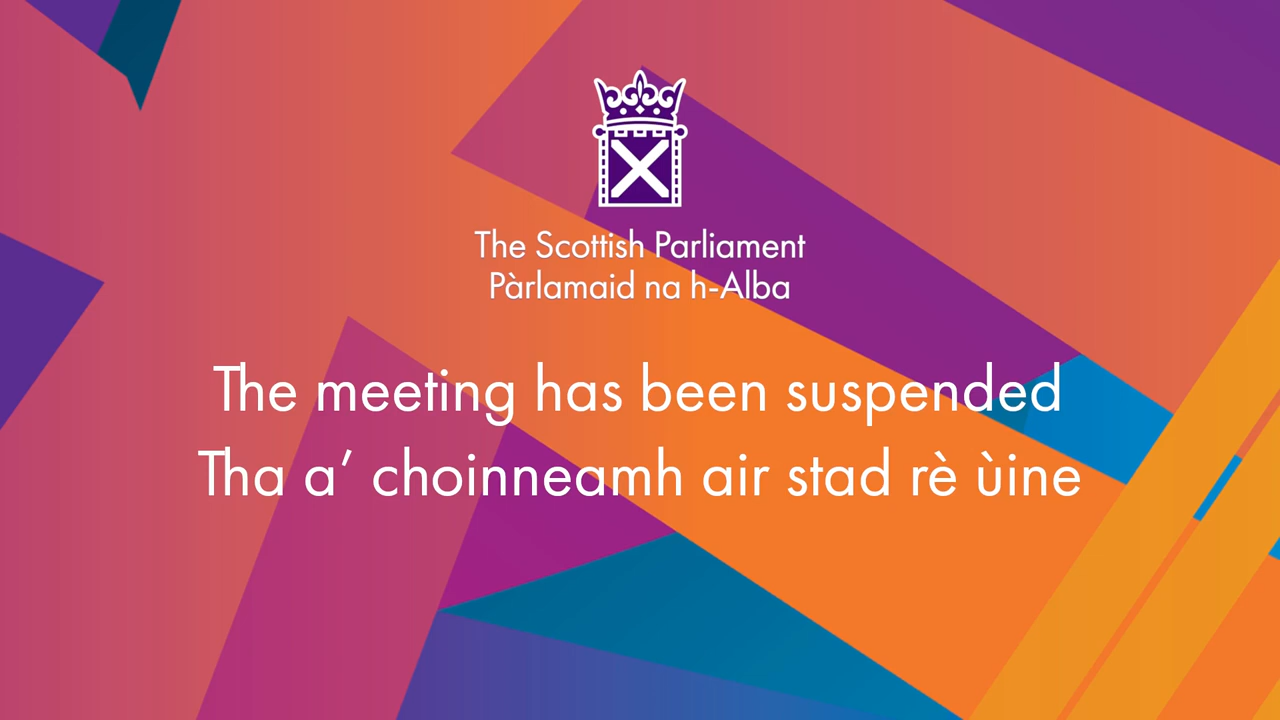 The Scottish Parliament
Pàrlamaid na h-Alba
The meeting has been suspended
Tha a’ choinneamh air stad rè ùine